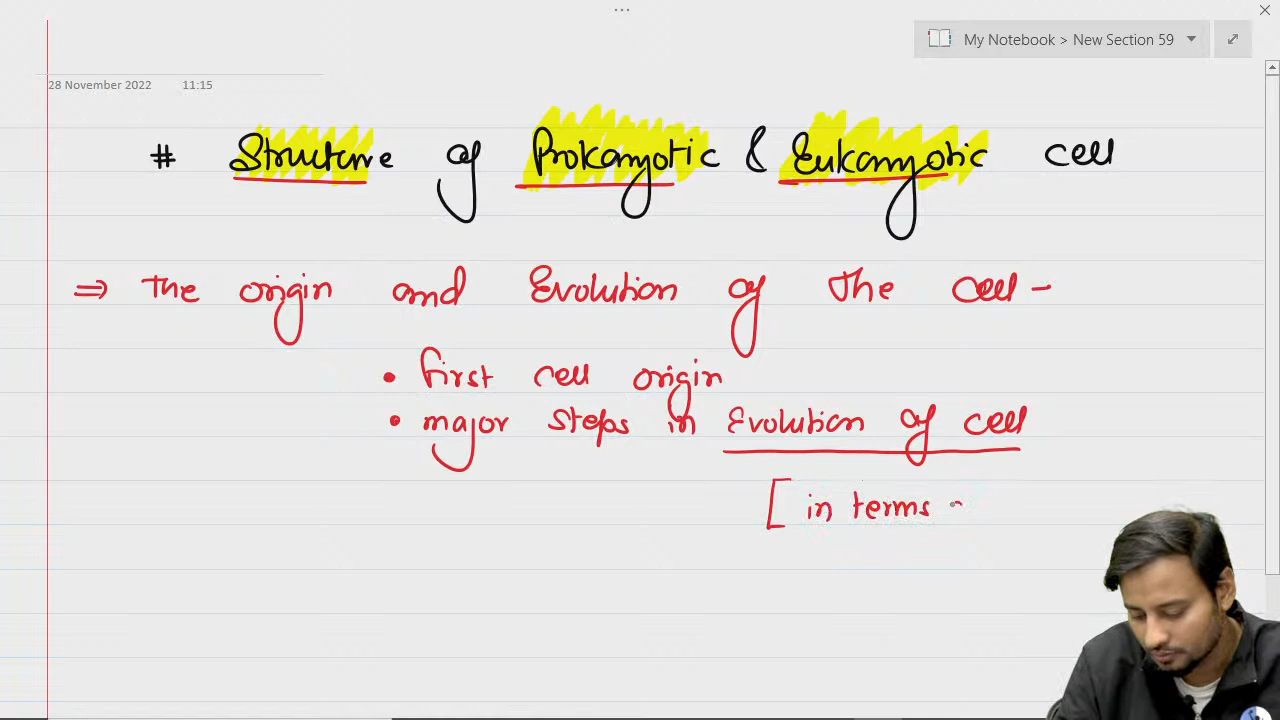 My Notebook > New Section 59
28 November 2022 11:15
# Structure of Prokaryotic & Eukaryotic cell
⇒ The origin and Evolution of The cell -
• first cell origin
• major steps in Evolution of cell
[ in terms